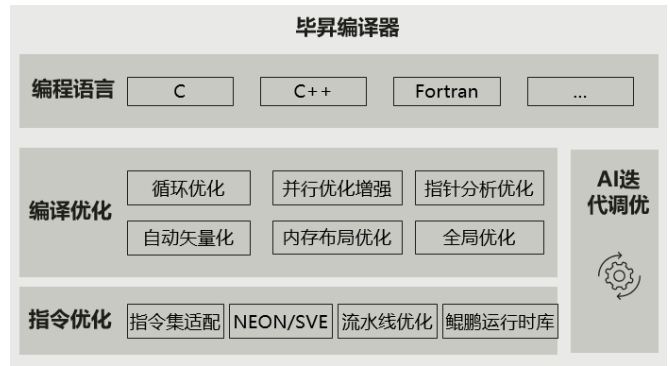 毕昇编译器
编程语言 C C++ Fortran ...
编译优化
循环优化 并行优化增强 指针分析优化
自动矢量化 内存布局优化 全局优化
AI迭
代调优
指令优化 指令集适配 NEON/SVE 流水线优化 鲲鹏运行时库